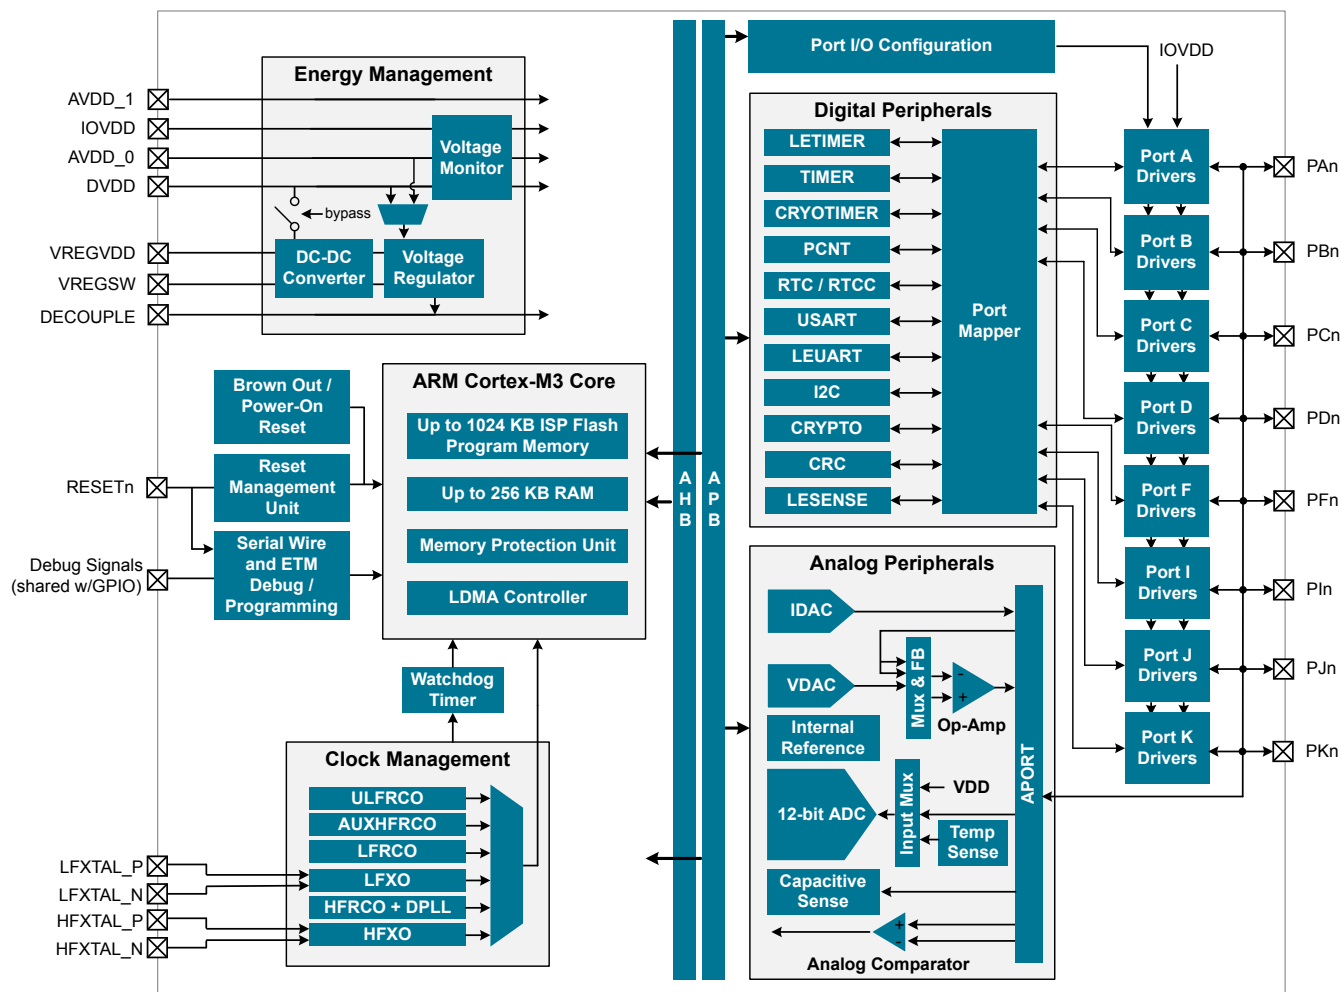 Energy Management
AVDD_1
IOVDD
AVDD_0
DVDD
VREGVDD
VREGSW
DECOUPLE
Voltage
Monitor
bypass
DC-DC
Converter
Voltage
Regulator
Brown Out /
Power-On
Reset
Reset
Management
Unit
Serial Wire
and ETM
Debug /
Programming
RESETn
Debug Signals
(shared w/GPIO)
ARM Cortex-M3 Core
Up to 1024 KB ISP Flash
Program Memory
Up to 256 KB RAM
Memory Protection Unit
LDMA Controller
Watchdog
Timer
Clock Management
ULFRCO
AUXHFRCO
LFRCO
LFXO
HFRCO + DPLL
HFXO
LFXTAL_P
LFXTAL_N
HFXTAL_P
HFXTAL_N
A
H
B
A
P
B
Port I/O Configuration
IOVDD
Digital Peripherals
LETIMER
TIMER
CRYOTIMER
PCNT
RTC / RTCC
USART
LEUART
I2C
CRYPTO
CRC
LESENSE
Port
Mapper
Analog Peripherals
IDAC
VDAC
Mux & FB
-
+
Op-Amp
Internal
Reference
12-bit ADC
Input Mux
VDD
Temp
Sense
Capacitive
Sense
+
-
Analog Comparator
APORT
Port A
Drivers
Port B
Drivers
Port C
Drivers
Port D
Drivers
Port F
Drivers
Port I
Drivers
Port J
Drivers
Port K
Drivers
PAn
PBn
PCn
PDn
PFn
PIn
PJn
PKn